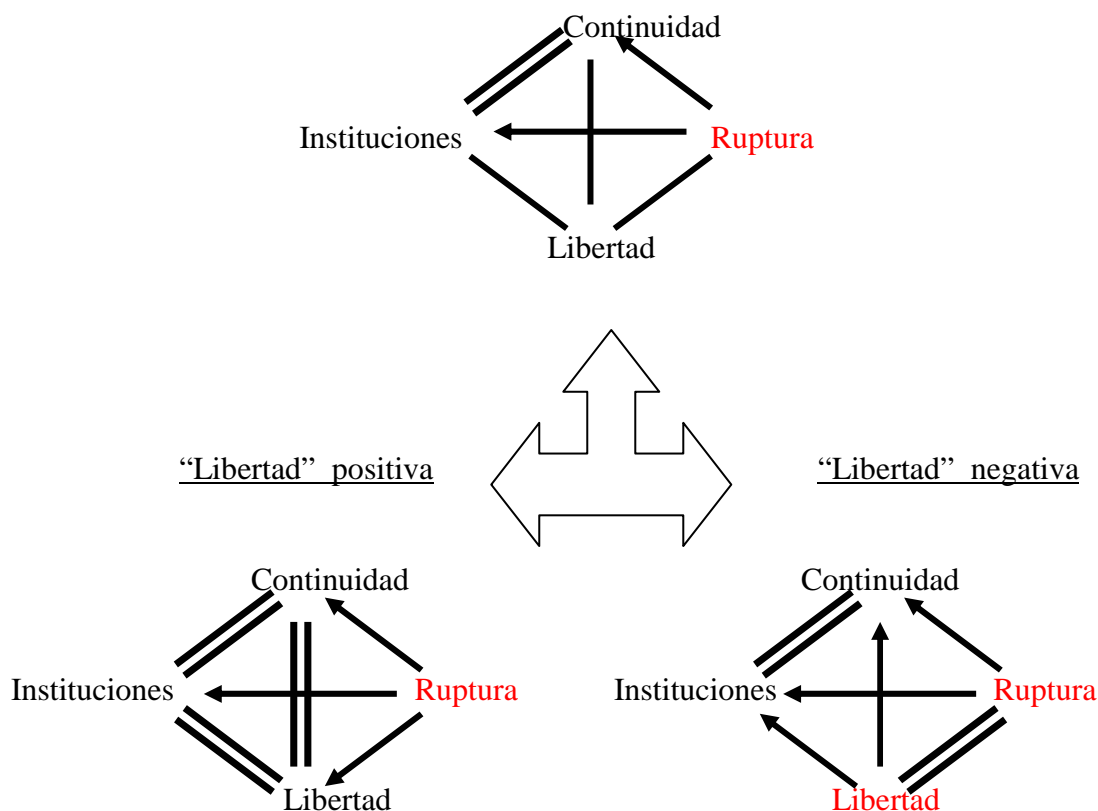 Continuidad
Instituciones Ruptura
Libertad
“Libertad” positiva “Libertad” negativa
Continuidad Continuidad
Instituciones Ruptura Instituciones Ruptura
Libertad Libertad